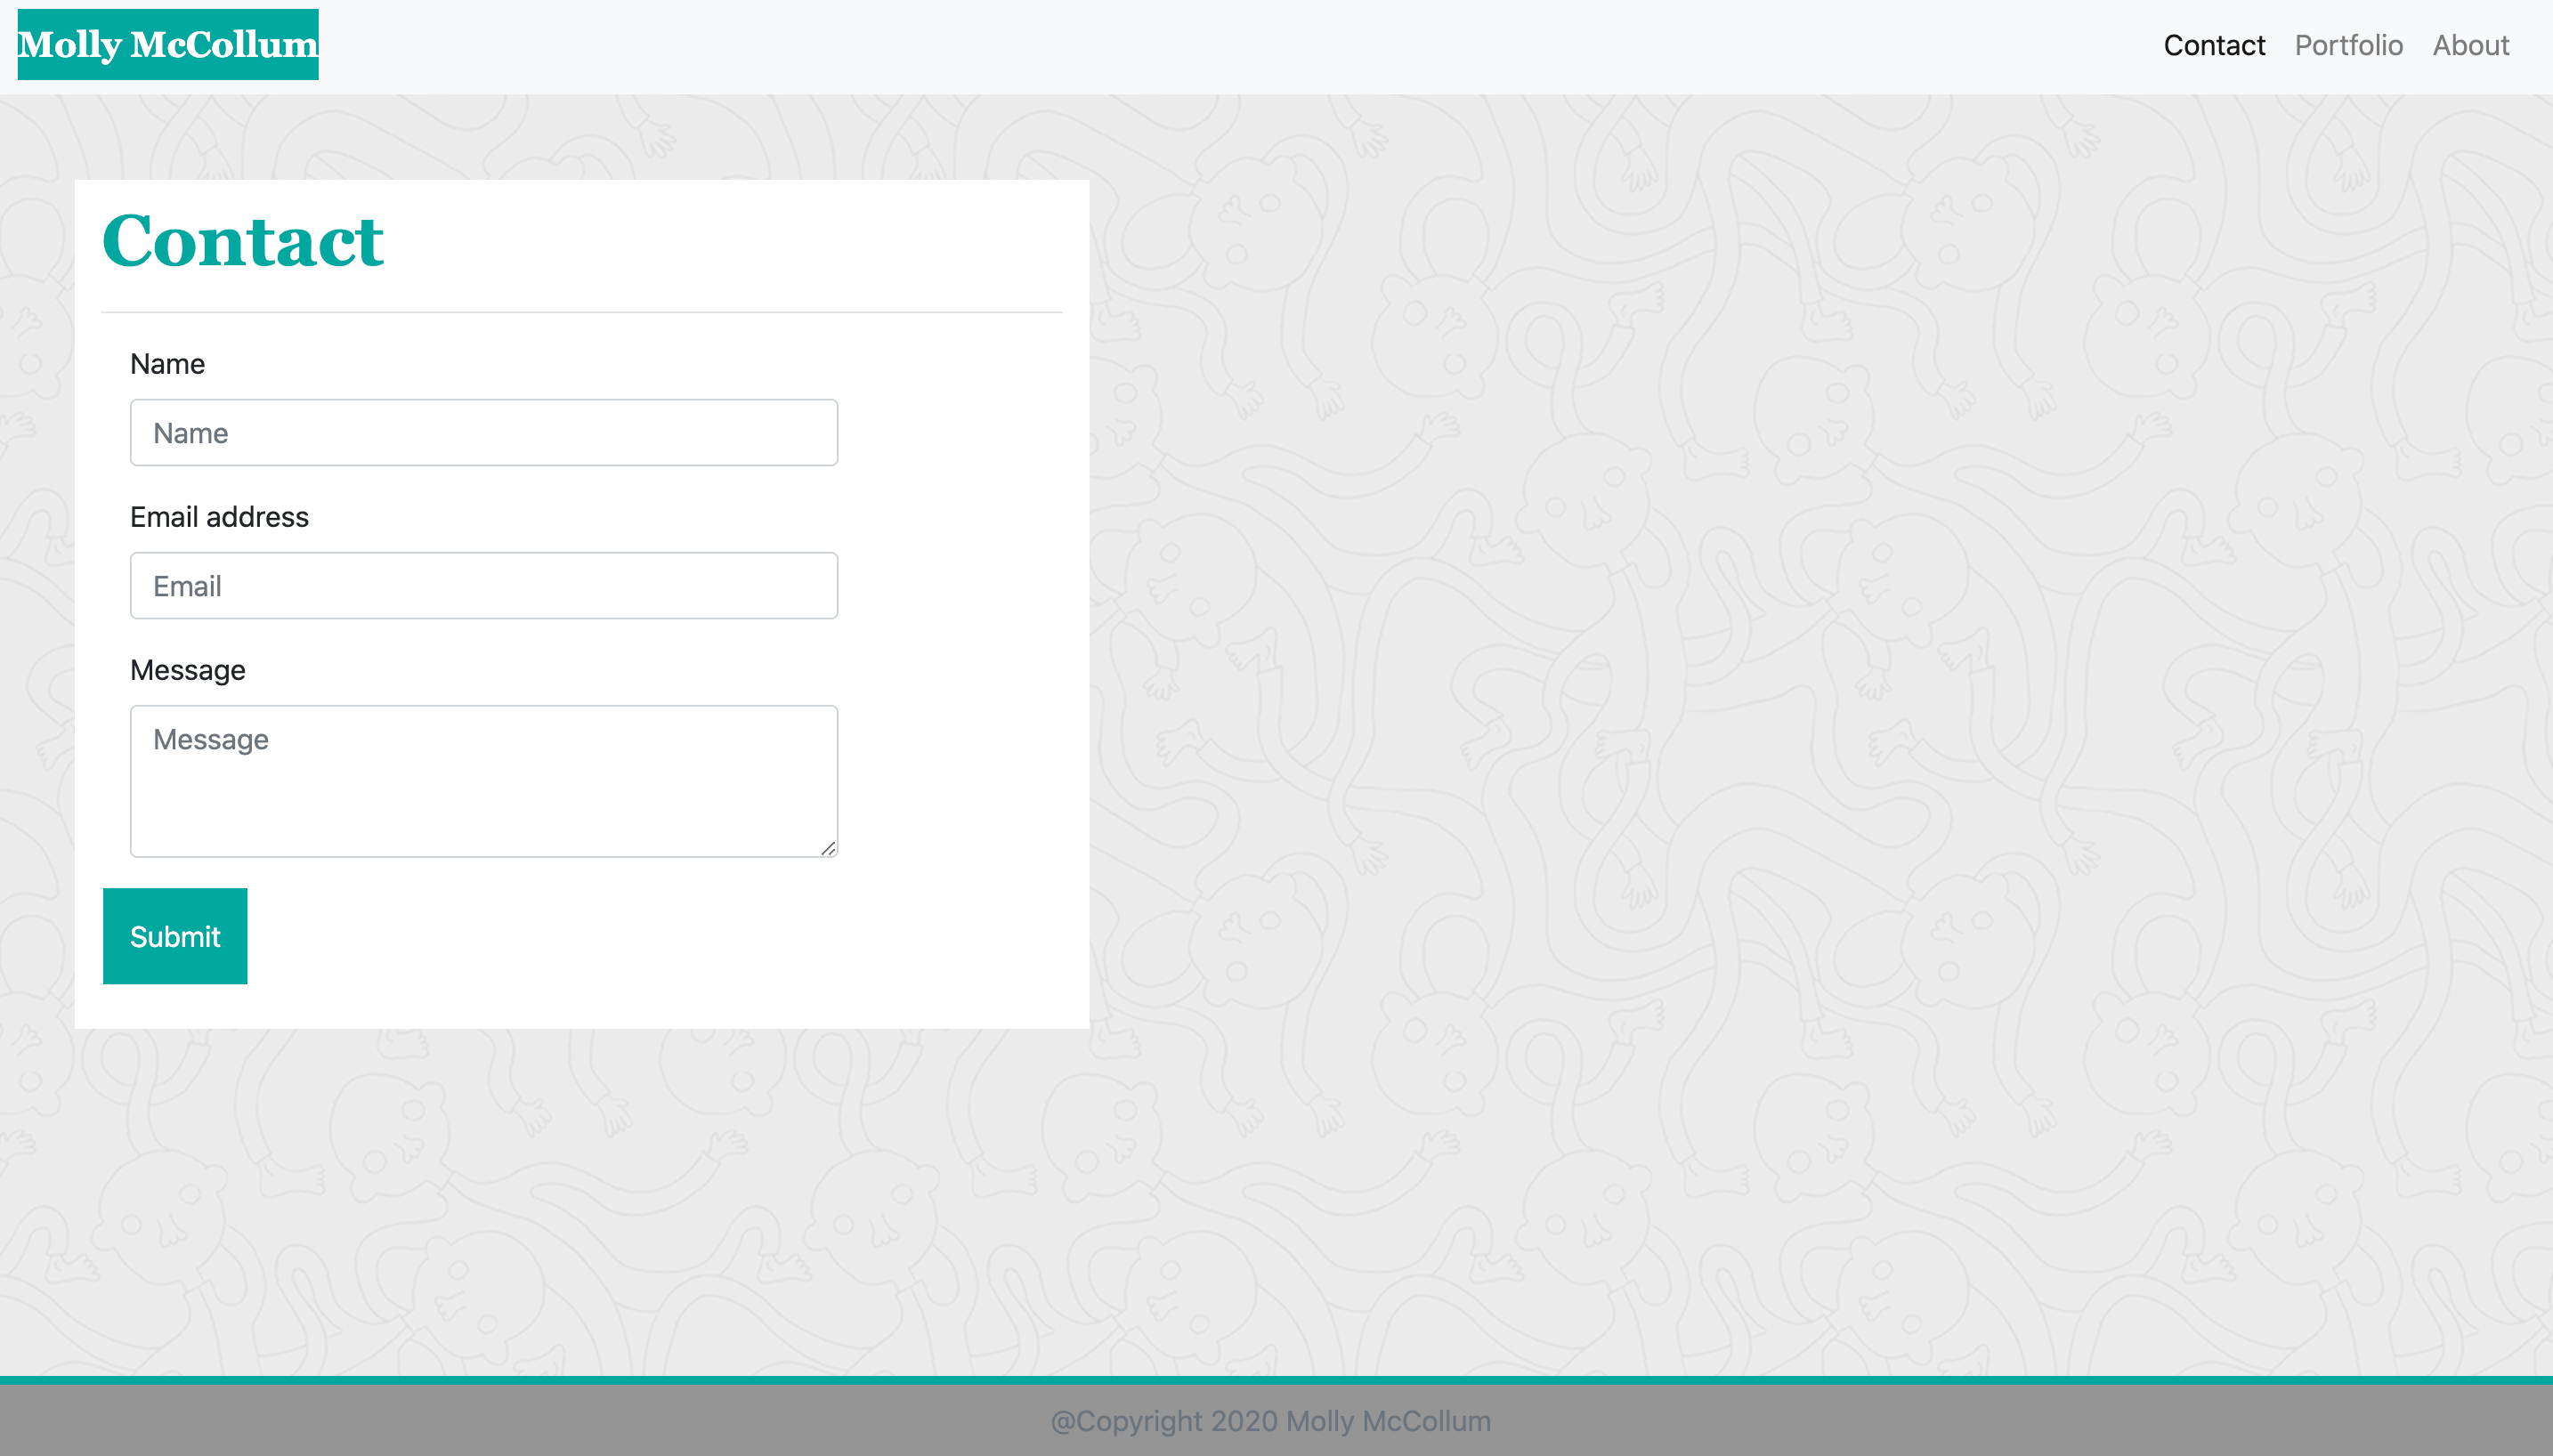 Molly McCollum
Contact Portfolio About
Contact
Name
Name
Email address
Email
Message
Message
Submit
@Copyright 2020 Molly McCollum